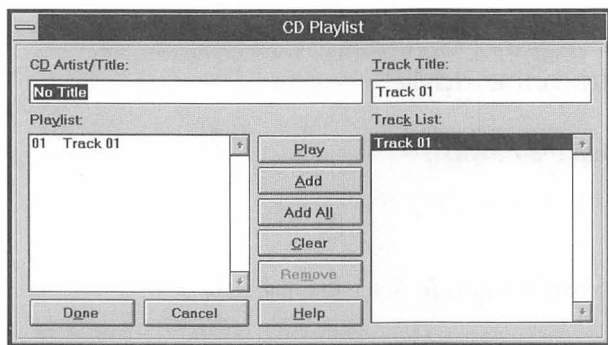 CD Playlist
CD Artist/Title:
Track Title:
No Title
Track 01
Playlist:
Track List:
01 Track 01
Track 01
Play
Add
Add All
Clear
Remove
Done
Cancel
Help